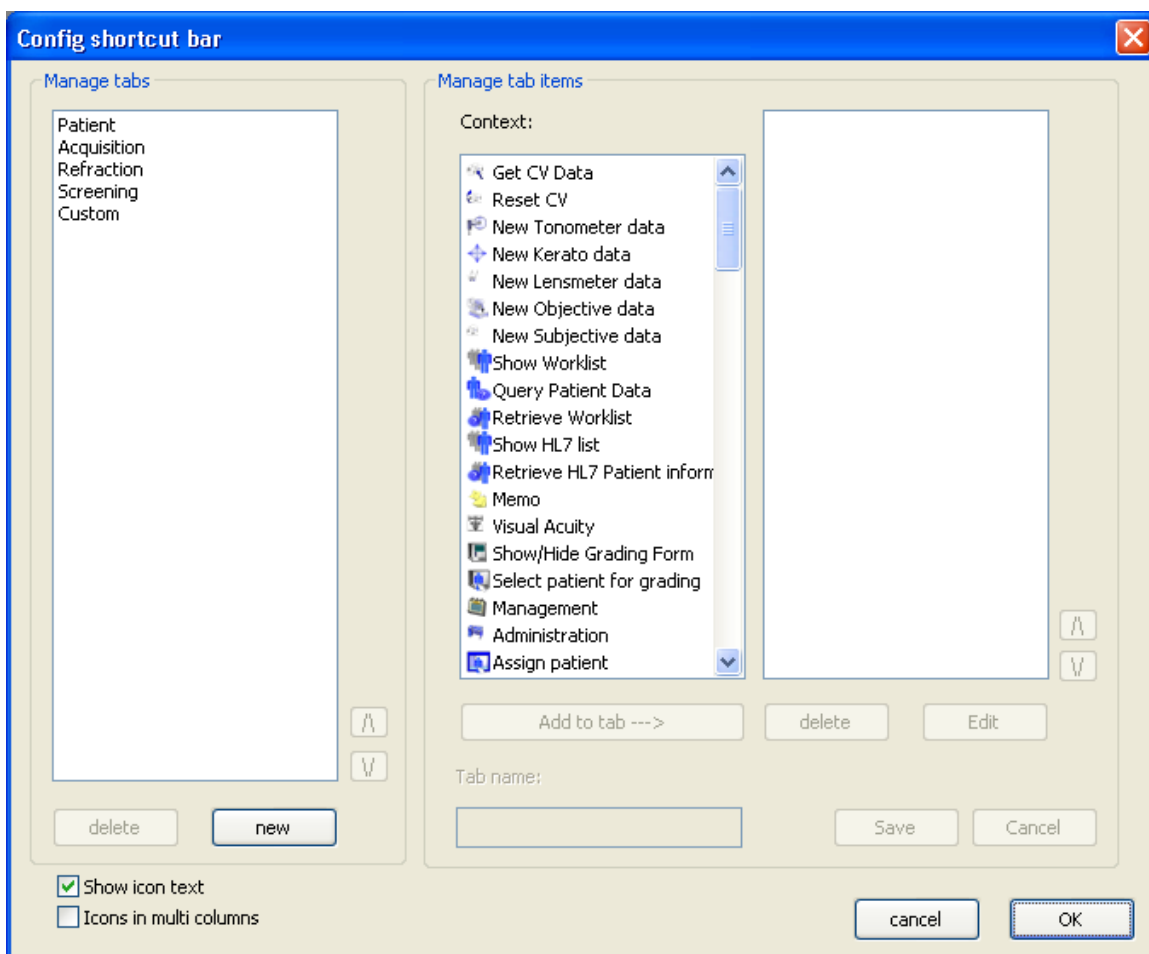 Config shortcut bar
Manage tabs
Patient
Acquisition
Refraction
Screening
Custom
delete
new
Show icon text
Icons in multi columns
Manage tab items
Context:
Get CV Data
Reset CV
New Tonometer data
New Kerato data
New Lensmeter data
New Objective data
New Subjective data
Show Worklist
Query Patient Data
Retrieve Worklist
Show HL7 list
Retrieve HL7 Patient inform
Memo
Visual Acuity
Show/Hide Grading Form
Select patient for grading
Management
Administration
Assign patient
/\
\/
/\
\/
Add to tab --->
delete
Edit
Tab name:
Save
Cancel
cancel
OK